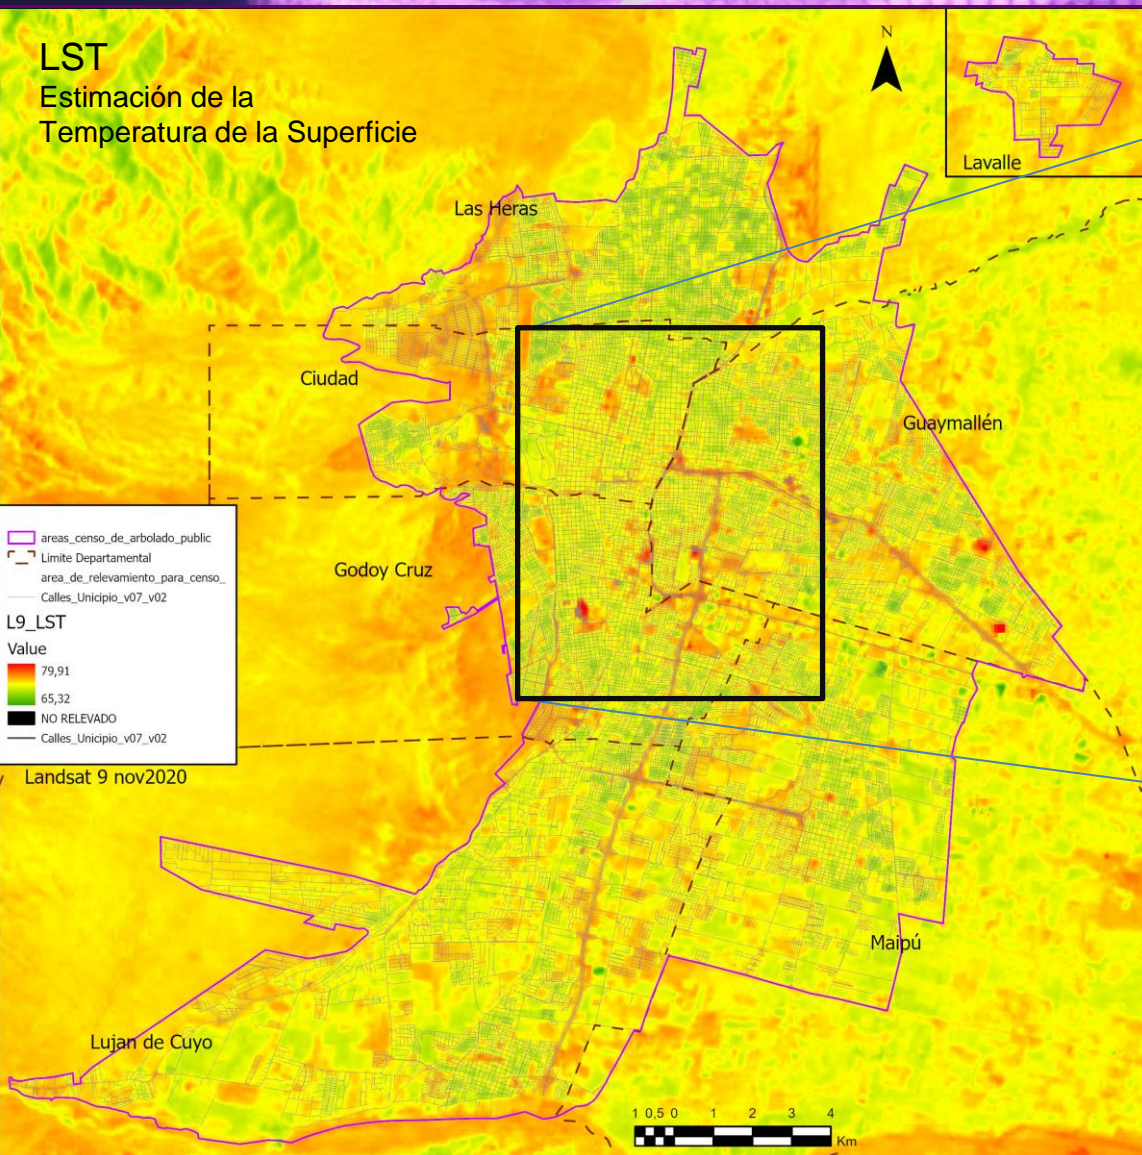 LST
Estimación de la
Temperatura de la Superficie
N
Lavalle
Las Heras
Ciudad
Guaymallén
Godoy Cruz
areas_censo_de_arbolado_public
Limite Departamental
area_de_relevamiento_para_censo_
Calles_Unicipio_v07_v02
L9_LST
Value
79,91
65,32
NO RELEVADO
Calles_Unicipio_v07_v02
Landsat 9 nov2020
Maipú
Lujan de Cuyo
1 0,5 0 1 2 3 4
Km